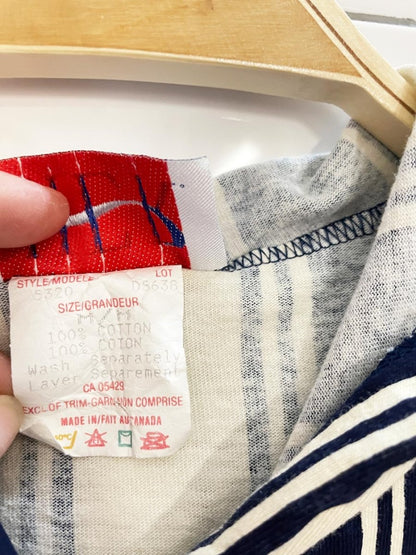 STYLE/MODELE LOT
5320 D5638
SIZE/GRANDEUR
M / M
100% COTTON
100% COTON
Wash Separately
Laver Separement
CA 05429
EXCL OF TRIM-GARN NON COMPRISE
MADE IN/FAIT AU CANADA